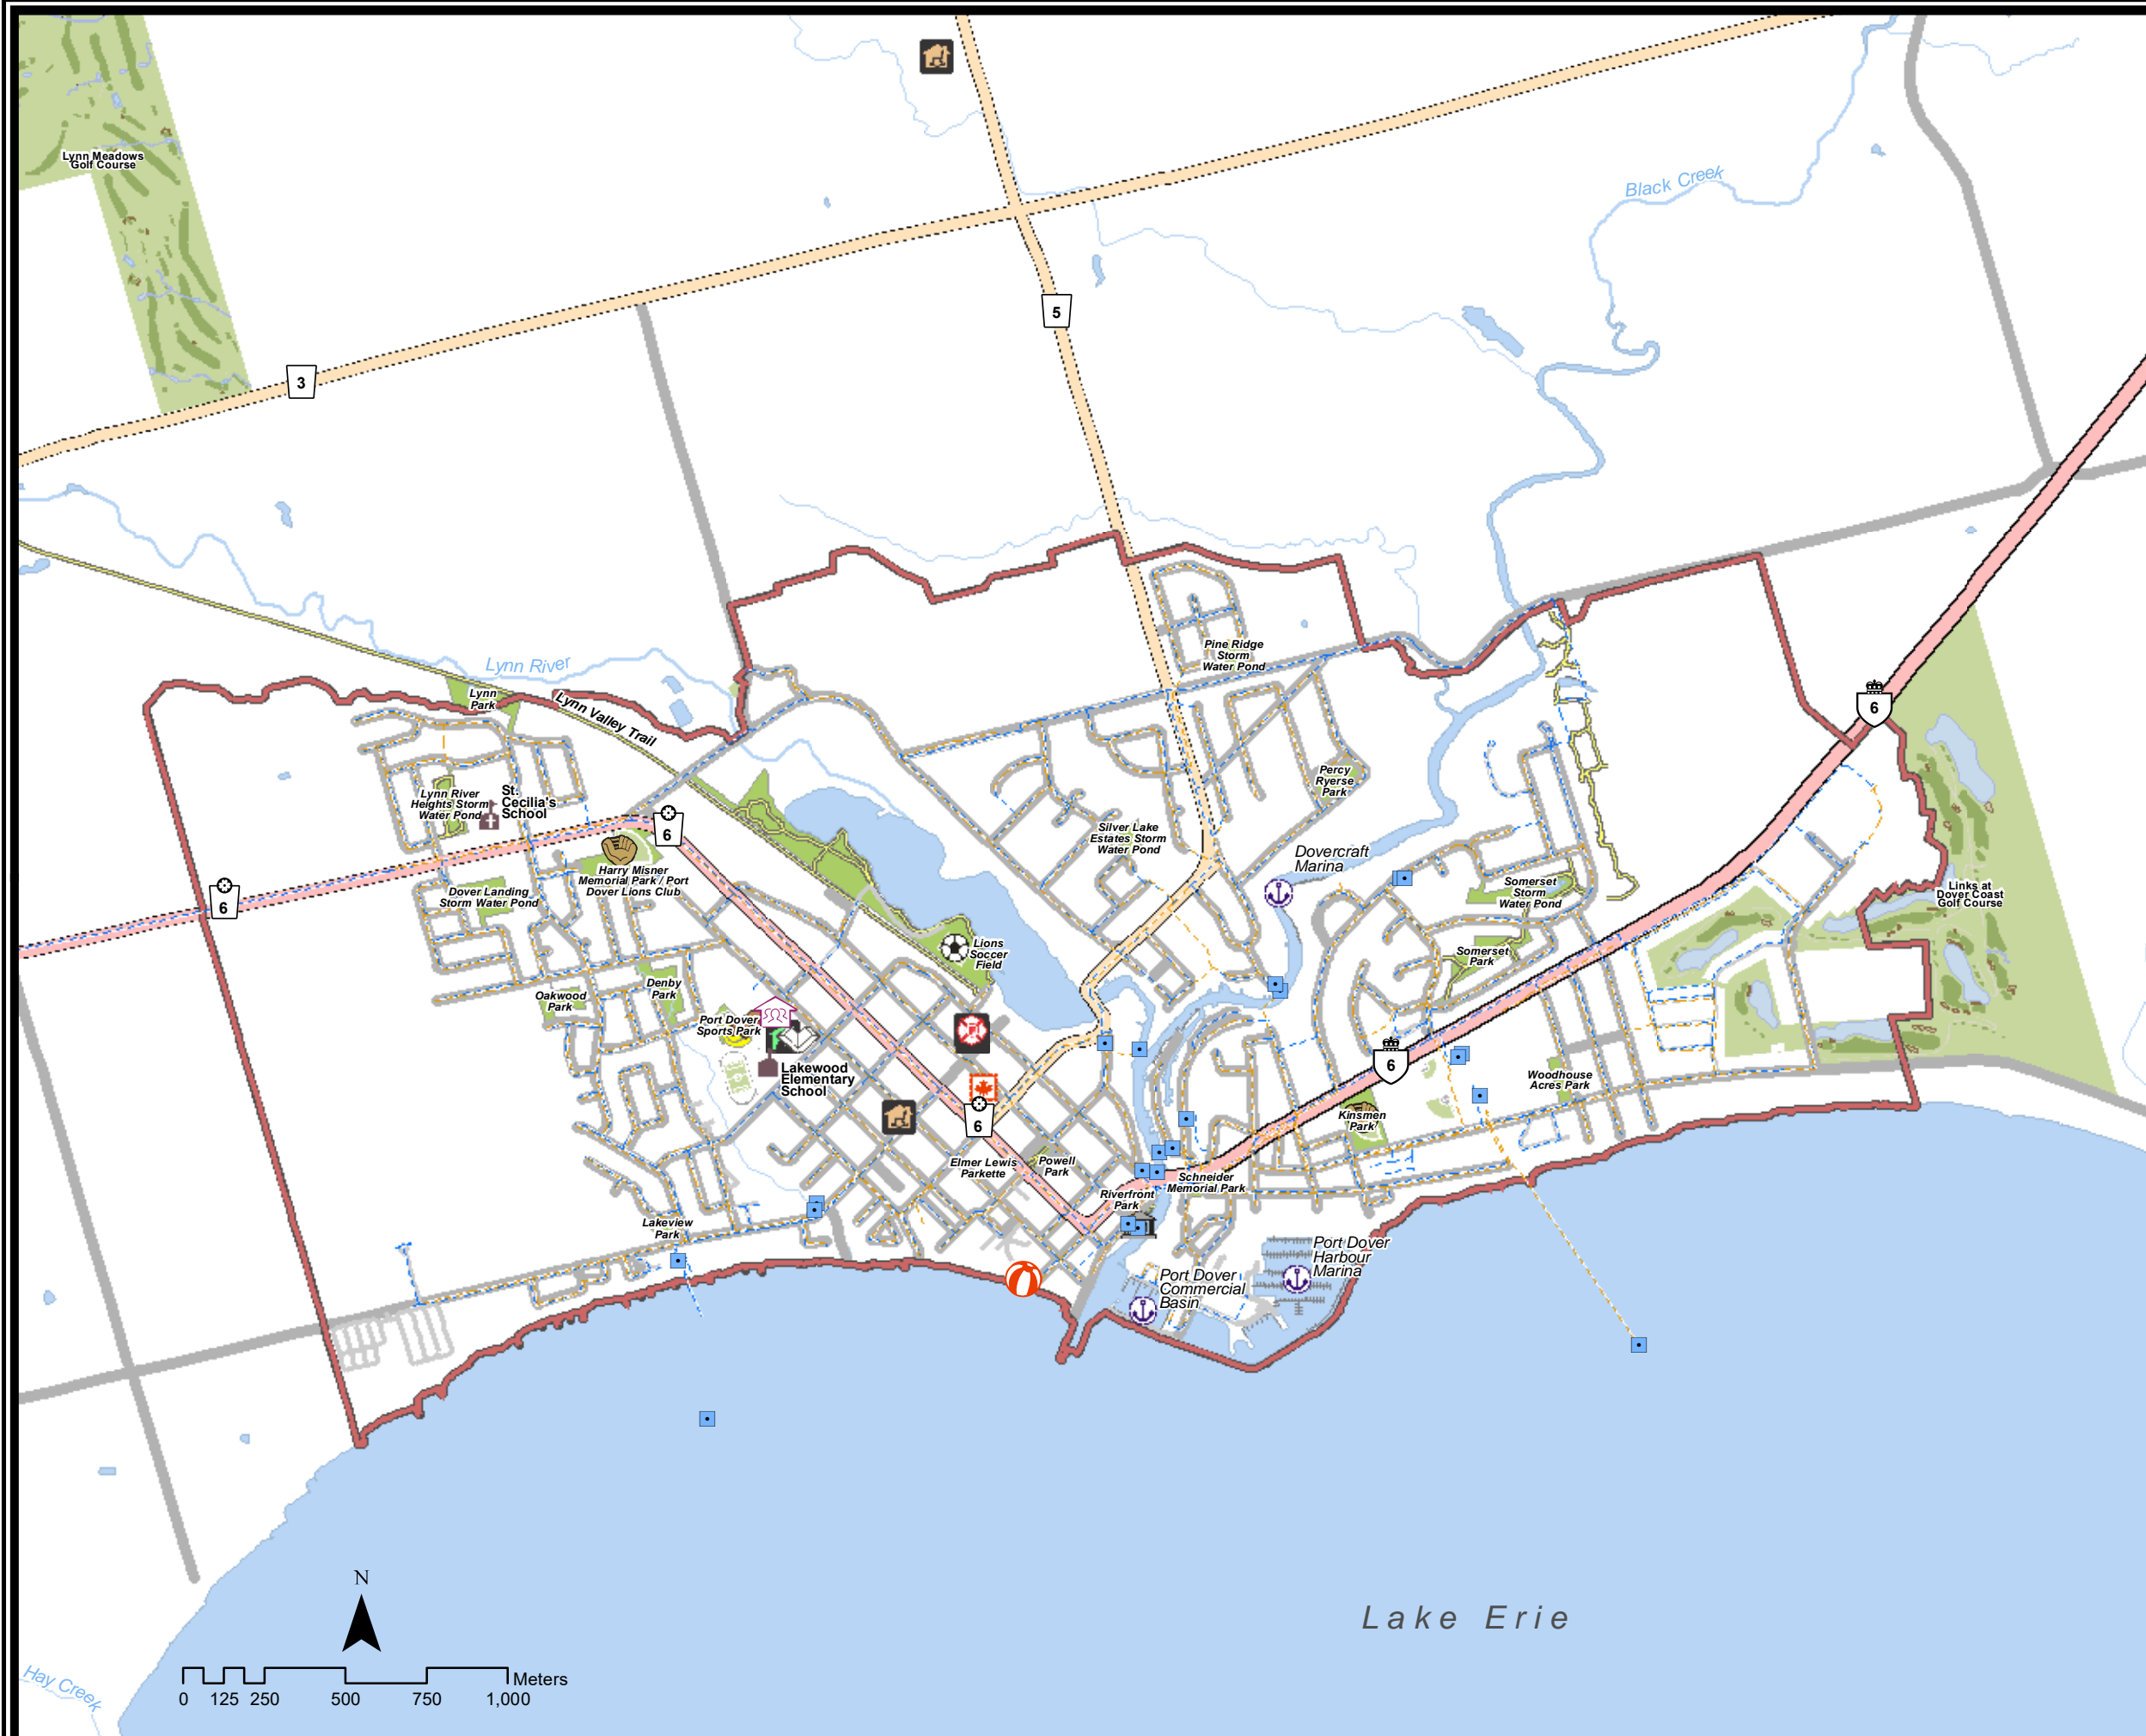 Lynn Meadows
Golf Course
Black Creek
5
3
Pine Ridge
Storm
Water Pond
Lynn River
Lynn
Park
Lynn Valley Trail
6
Percy
Ryerse
Park
St.
Cecilia's
School
Lynn River
Heights Storm
Water Pond
6
Silver Lake
Estates Storm
Water Pond
Dovercraft
Marina
Harry Misner
Memorial Park / Port
Dover Lions Club
Dover Landing
Storm Water Pond
6
Somerset
Storm
Water Pond
Links at
Dover Coast
Golf Course
Lions
Soccer
Field
Somerset
Park
Denby
Park
Oakwood
Park
Port Dover
Sports Park
F
6
Lakewood
Elementary
School
Woodhouse
Acres Park
6
Kinsmen
Park
Elmer Lewis
Parkette
Powell
Park
Schneider
Memorial Park
Riverfront
Park
Lakeview
Park
Port Dover
Harbour
Marina
Port Dover
Commercial
Basin
N
Lake Erie
Hay Creek
Meters
0 125 250 500 750 1,000